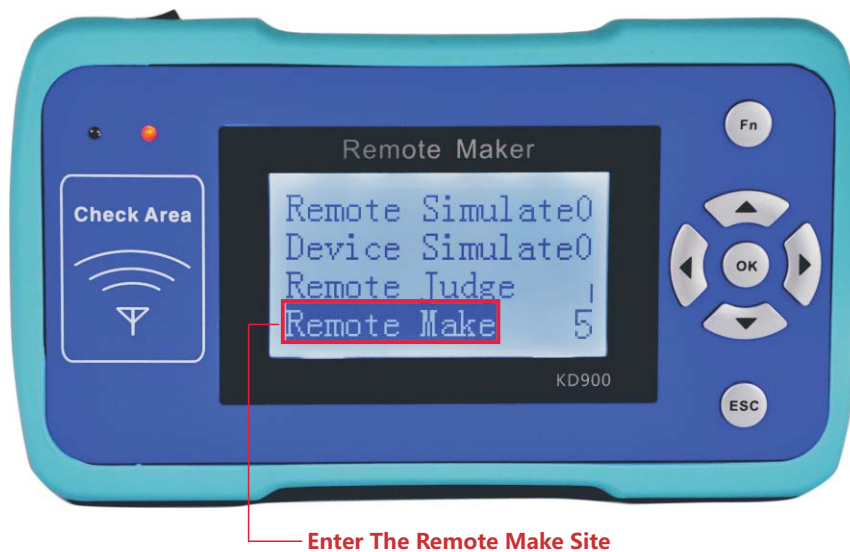 Fn
Remote Maker
Check Area
Remote Simulate0
Device Simulate0
Remote Judge
Remote Make 5
OK
KD900
ESC
Enter The Remote Make Site